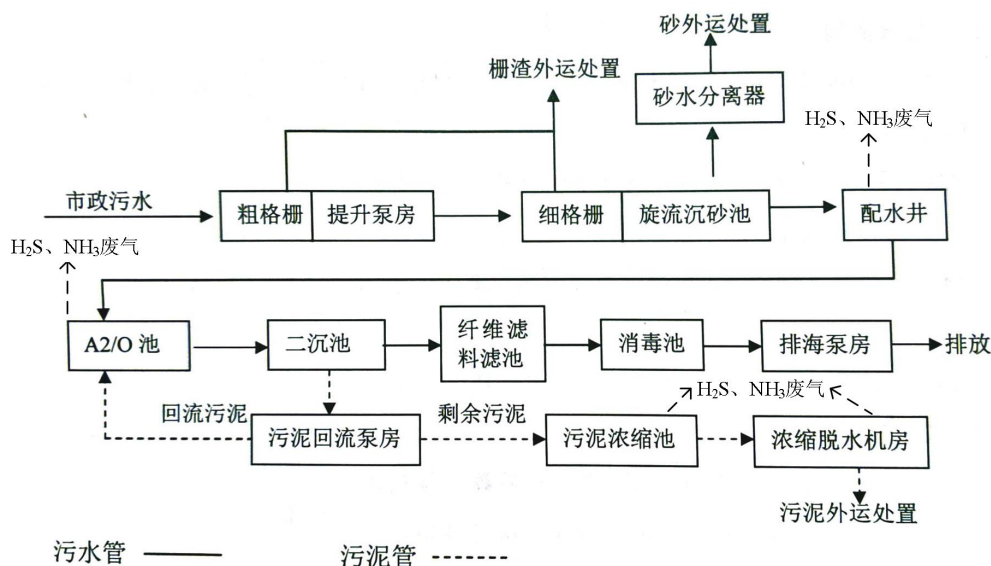 砂外运处置
栅渣外运处置
砂水分离器
H₂S、NH₃废气
市政污水
粗格栅
提升泵房
细格栅
旋流沉砂池
配水井
H₂S、NH₃废气
A2/O 池
二沉池
纤维滤
料滤池
消毒池
排海泵房
排放
H₂S、NH₃废气
回流污泥
剩余污泥
污泥回流泵房
污泥浓缩池
浓缩脱水机房
污泥外运处置
污水管
污泥管